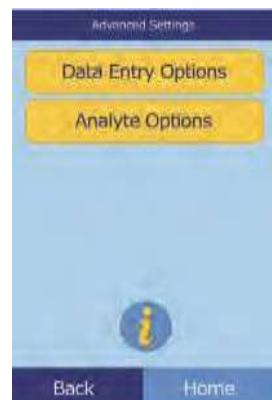 Advanced Settings
Data Entry Options
Analyte Options
i
Back Home